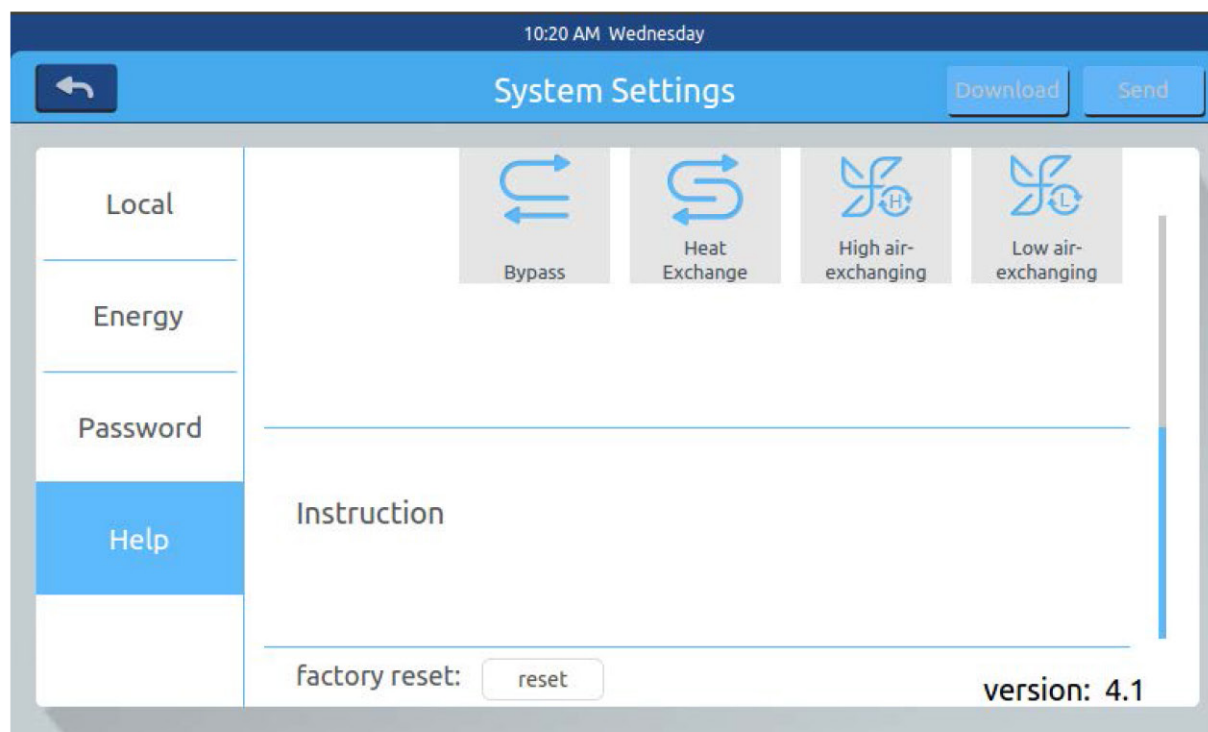 10:20 AM Wednesday
System Settings
Download
Send
Local
Energy
Password
Help
Bypass
Heat
Exchange
H
High air-
exchanging
L
Low air-
exchanging
Instruction
factory reset:
reset
version: 4.1